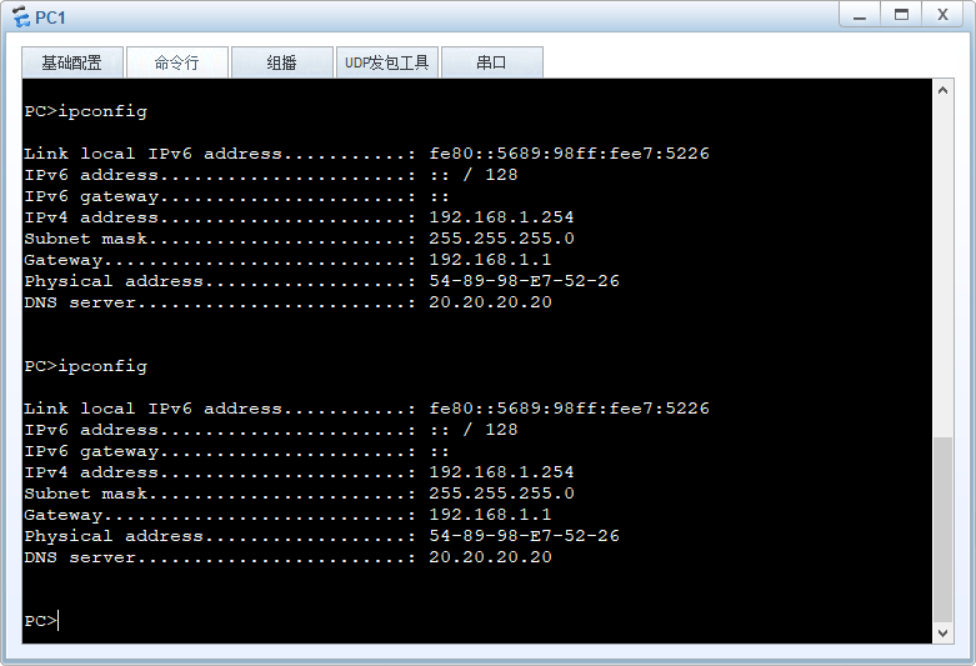 PC1
基础配置 命令行 组播 UDP发包工具 串口
PC>ipconfig
Link local IPv6 address...........: fe80::5689:98ff:fee7:5226
IPv6 address......................: :: / 128
IPv6 gateway......................: ::
IPv4 address......................: 192.168.1.254
Subnet mask.......................: 255.255.255.0
Gateway...........................: 192.168.1.1
Physical address..................: 54-89-98-E7-52-26
DNS server........................: 20.20.20.20
PC>ipconfig
Link local IPv6 address...........: fe80::5689:98ff:fee7:5226
IPv6 address......................: :: / 128
IPv6 gateway......................: ::
IPv4 address......................: 192.168.1.254
Subnet mask.......................: 255.255.255.0
Gateway...........................: 192.168.1.1
Physical address..................: 54-89-98-E7-52-26
DNS server........................: 20.20.20.20
PC>